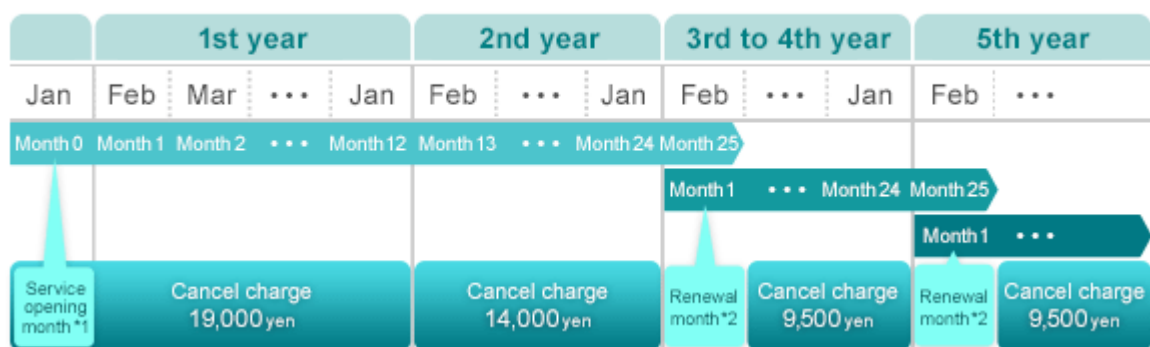 1st year 2nd year 3rd to 4th year 5th year
Jan Feb Mar ••• Jan Feb ••• Jan Feb ••• Jan Feb •••
Month 0 Month 1 Month 2 ••• Month 12 Month 13 ••• Month 24 Month 25
Month 1 ••• Month 24 Month 25
Month 1 •••
Service
opening
month *1
Cancel charge
19,000 yen
Cancel charge
14,000 yen
Renewal
month*2
Cancel charge
9,500 yen
Renewal
month*2
Cancel charge
9,500 yen